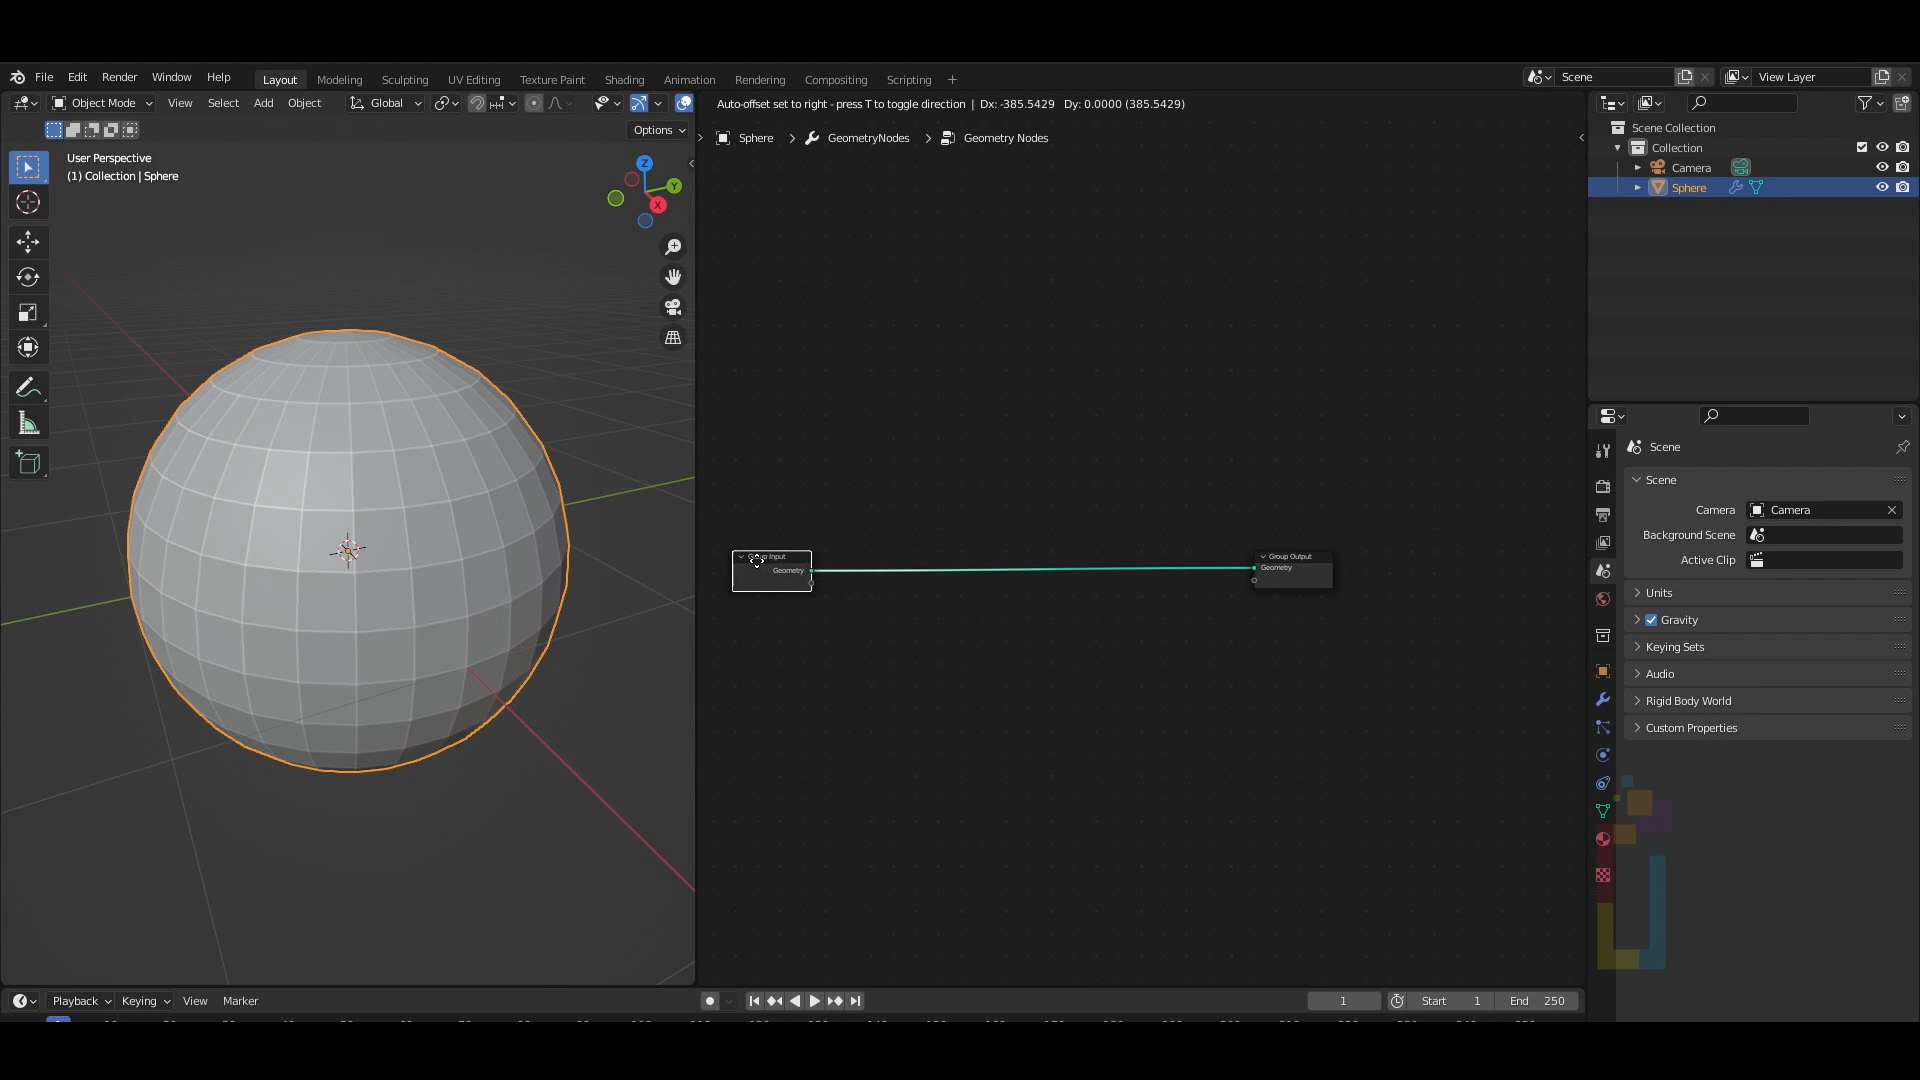 File Edit Render Window Help
Layout Modeling Sculpting UV Editing Texture Paint Shading Animation Rendering Compositing Scripting +
Scene
View Layer
Object Mode View Select Add Object Global
Options
User Perspective
(1) Collection | Sphere
Z
Y
X
Auto-offset set to right - press T to toggle direction | Dx: -385.5429 Dy: 0.0000 (385.5429)
Sphere > GeometryNodes > Geometry Nodes
Geometry
Group Output
Geometry
Scene Collection
Collection
Camera
Sphere
Scene
Scene
Camera Camera
Background Scene
Active Clip
Units
Gravity
Keying Sets
Audio
Rigid Body World
Custom Properties
Playback Keying View Marker
1
Start 1
End 250